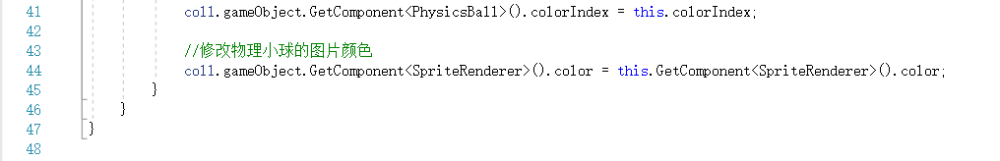 41 coll.gameObject.GetComponent<PhysicsBall>().colorIndex = this.colorIndex;
42
43 //修改物理小球的图片颜色
44 coll.gameObject.GetComponent<SpriteRenderer>().color = this.GetComponent<SpriteRenderer>().color;
45 }
46 }
47 }
48